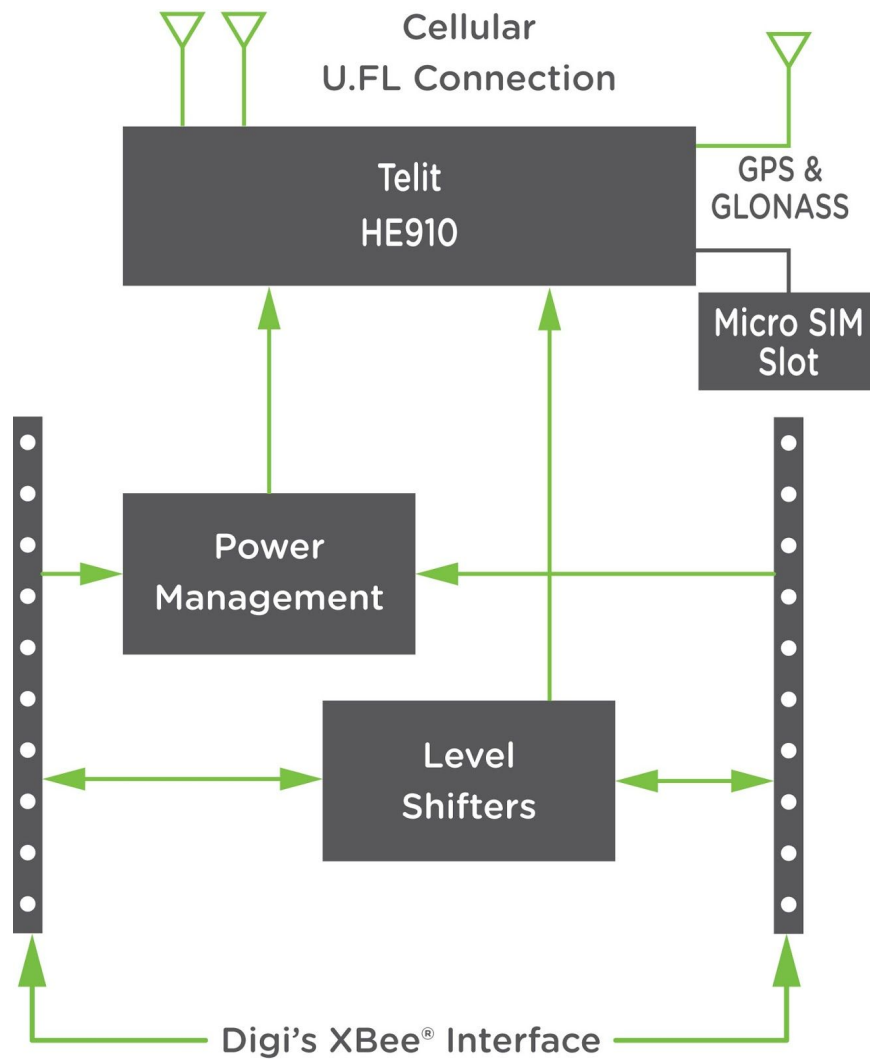 Cellular
U.FL Connection
Telit
HE910
GPS &
GLONASS
Micro SIM
Slot
Power
Management
Level
Shifters
Digi's XBee® Interface